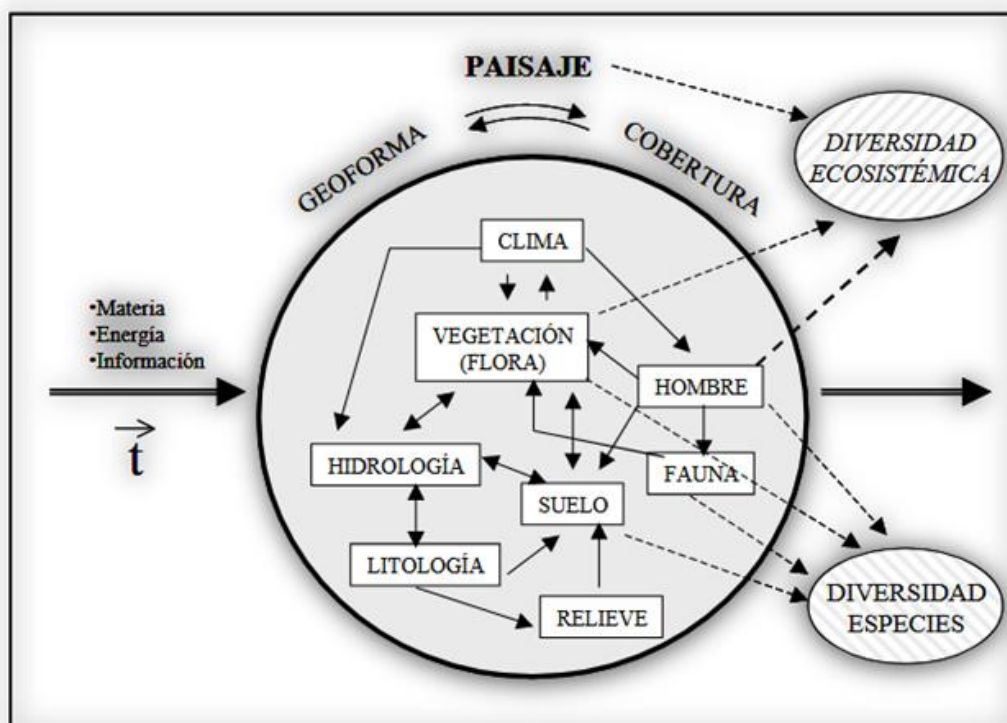 PAISAJE
GEOFORMA
COBERTURA
DIVERSIDAD
ECOSISTÉMICA
CLIMA
•Materia
•Energía
•Información
VEGETACIÓN
(FLORA)
HOMBRE
t
HIDROLOGÍA
FAUNA
SUELO
LITOLOGÍA
RELIEVE
DIVERSIDAD
ESPECIES